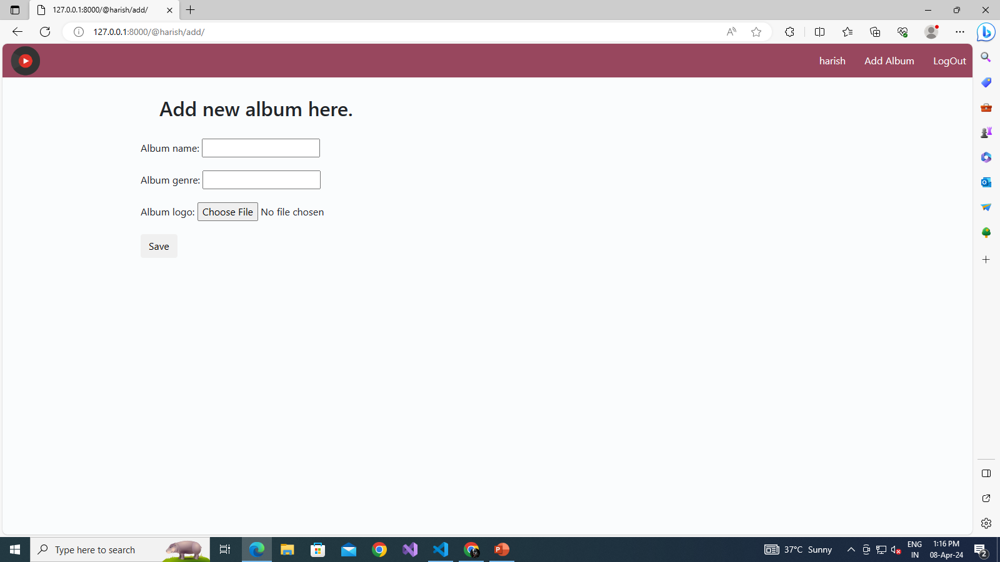 127.0.0.1:8000/@harish/add/
127.0.0.1:8000/@harish/add/
harish Add Album LogOut
Add new album here.
Album name:
Album genre:
Album logo: Choose File No file chosen
Save
Type here to search
37°C Sunny
ENG
IN
1:16 PM
08-Apr-24
2